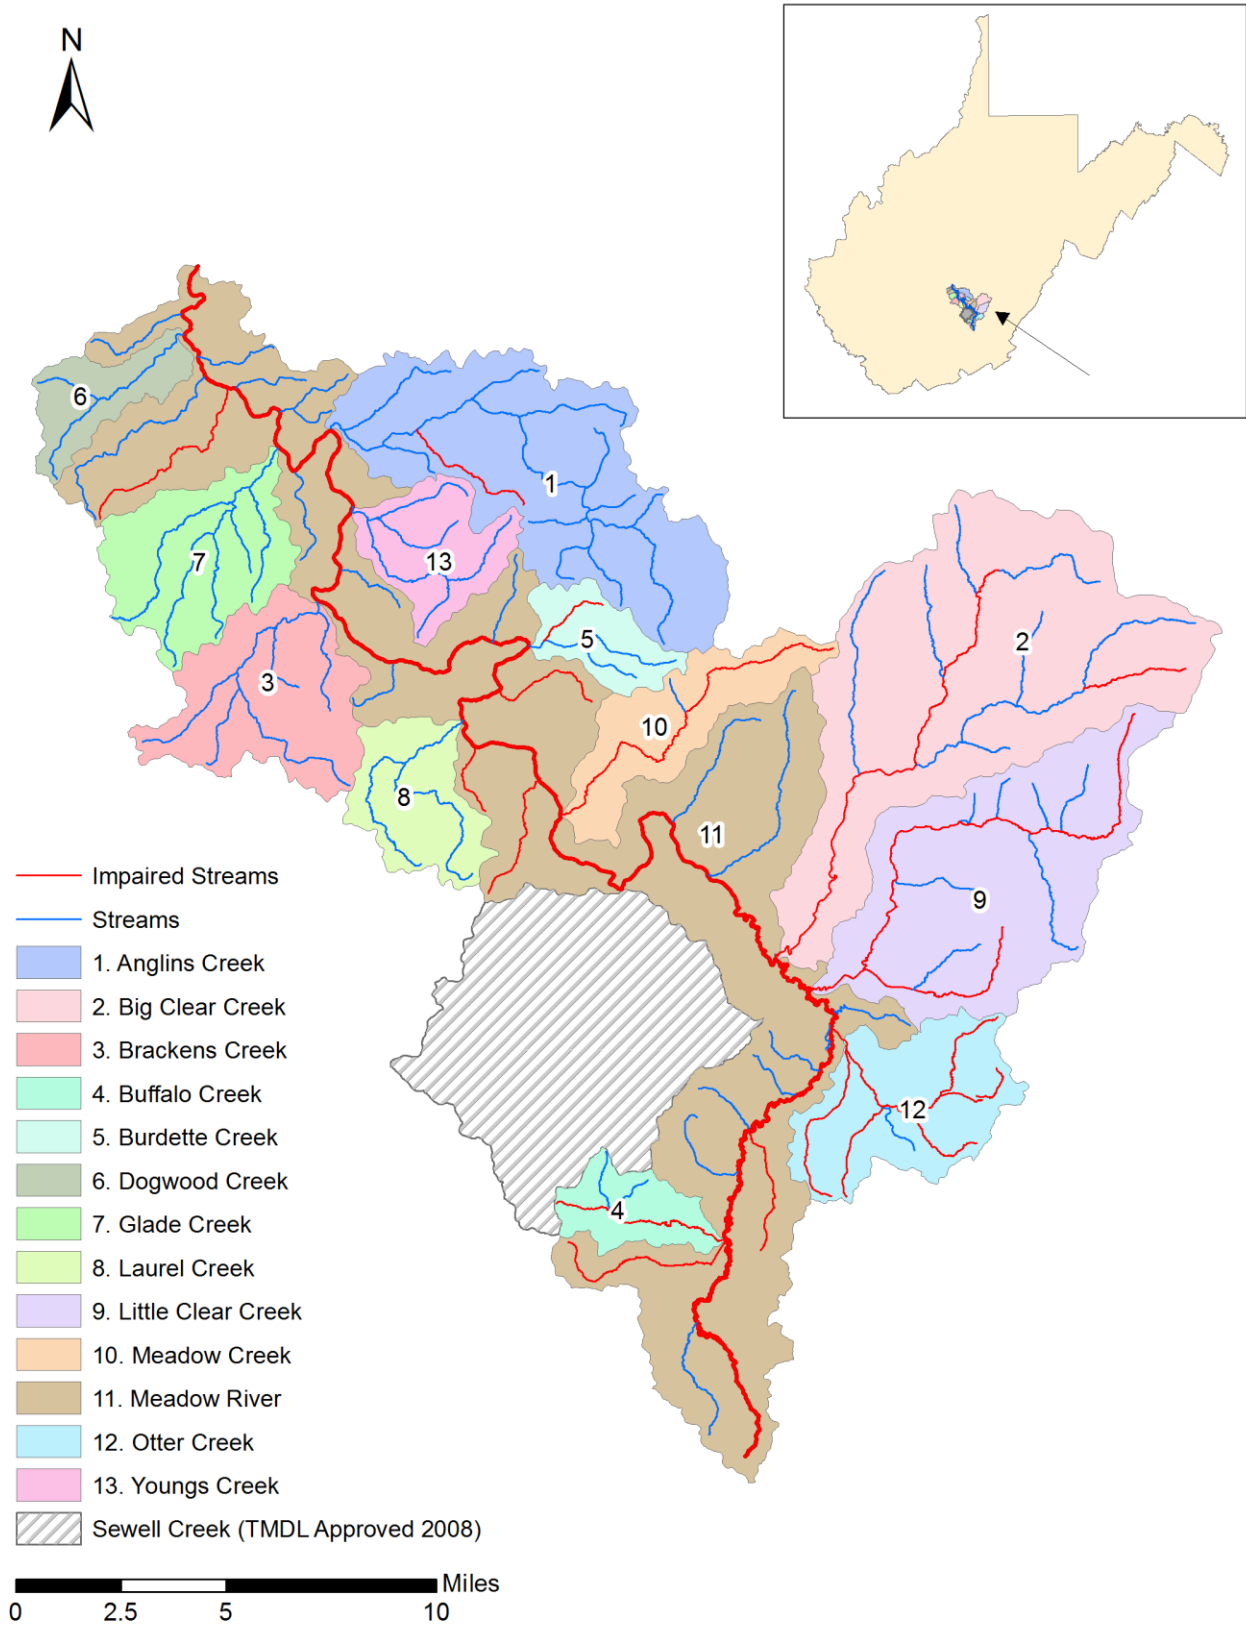 N
6
1
7
13
5
2
3
10
8
11
9
12
4
Impaired Streams
Streams
1. Anglins Creek
2. Big Clear Creek
3. Brackens Creek
4. Buffalo Creek
5. Burdette Creek
6. Dogwood Creek
7. Glade Creek
8. Laurel Creek
9. Little Clear Creek
10. Meadow Creek
11. Meadow River
12. Otter Creek
13. Youngs Creek
Sewell Creek (TMDL Approved 2008)
Miles
0 2.5 5 10